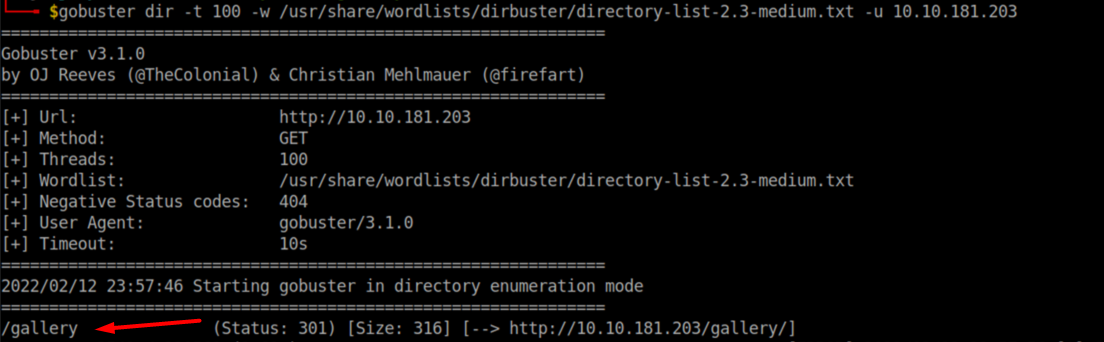 $gobuster dir -t 100 -w /usr/share/wordlists/dirbuster/directory-list-2.3-medium.txt -u 10.10.181.203
===============================================================
Gobuster v3.1.0
by OJ Reeves (@TheColonial) & Christian Mehlmauer (@firefart)
===============================================================
[+] Url:                     http://10.10.181.203
[+] Method:                  GET
[+] Threads:                 100
[+] Wordlist:                /usr/share/wordlists/dirbuster/directory-list-2.3-medium.txt
[+] Negative Status codes:   404
[+] User Agent:              gobuster/3.1.0
[+] Timeout:                 10s
===============================================================
2022/02/12 23:57:46 Starting gobuster in directory enumeration mode
===============================================================
/gallery              (Status: 301) [Size: 316] [--> http://10.10.181.203/gallery/]